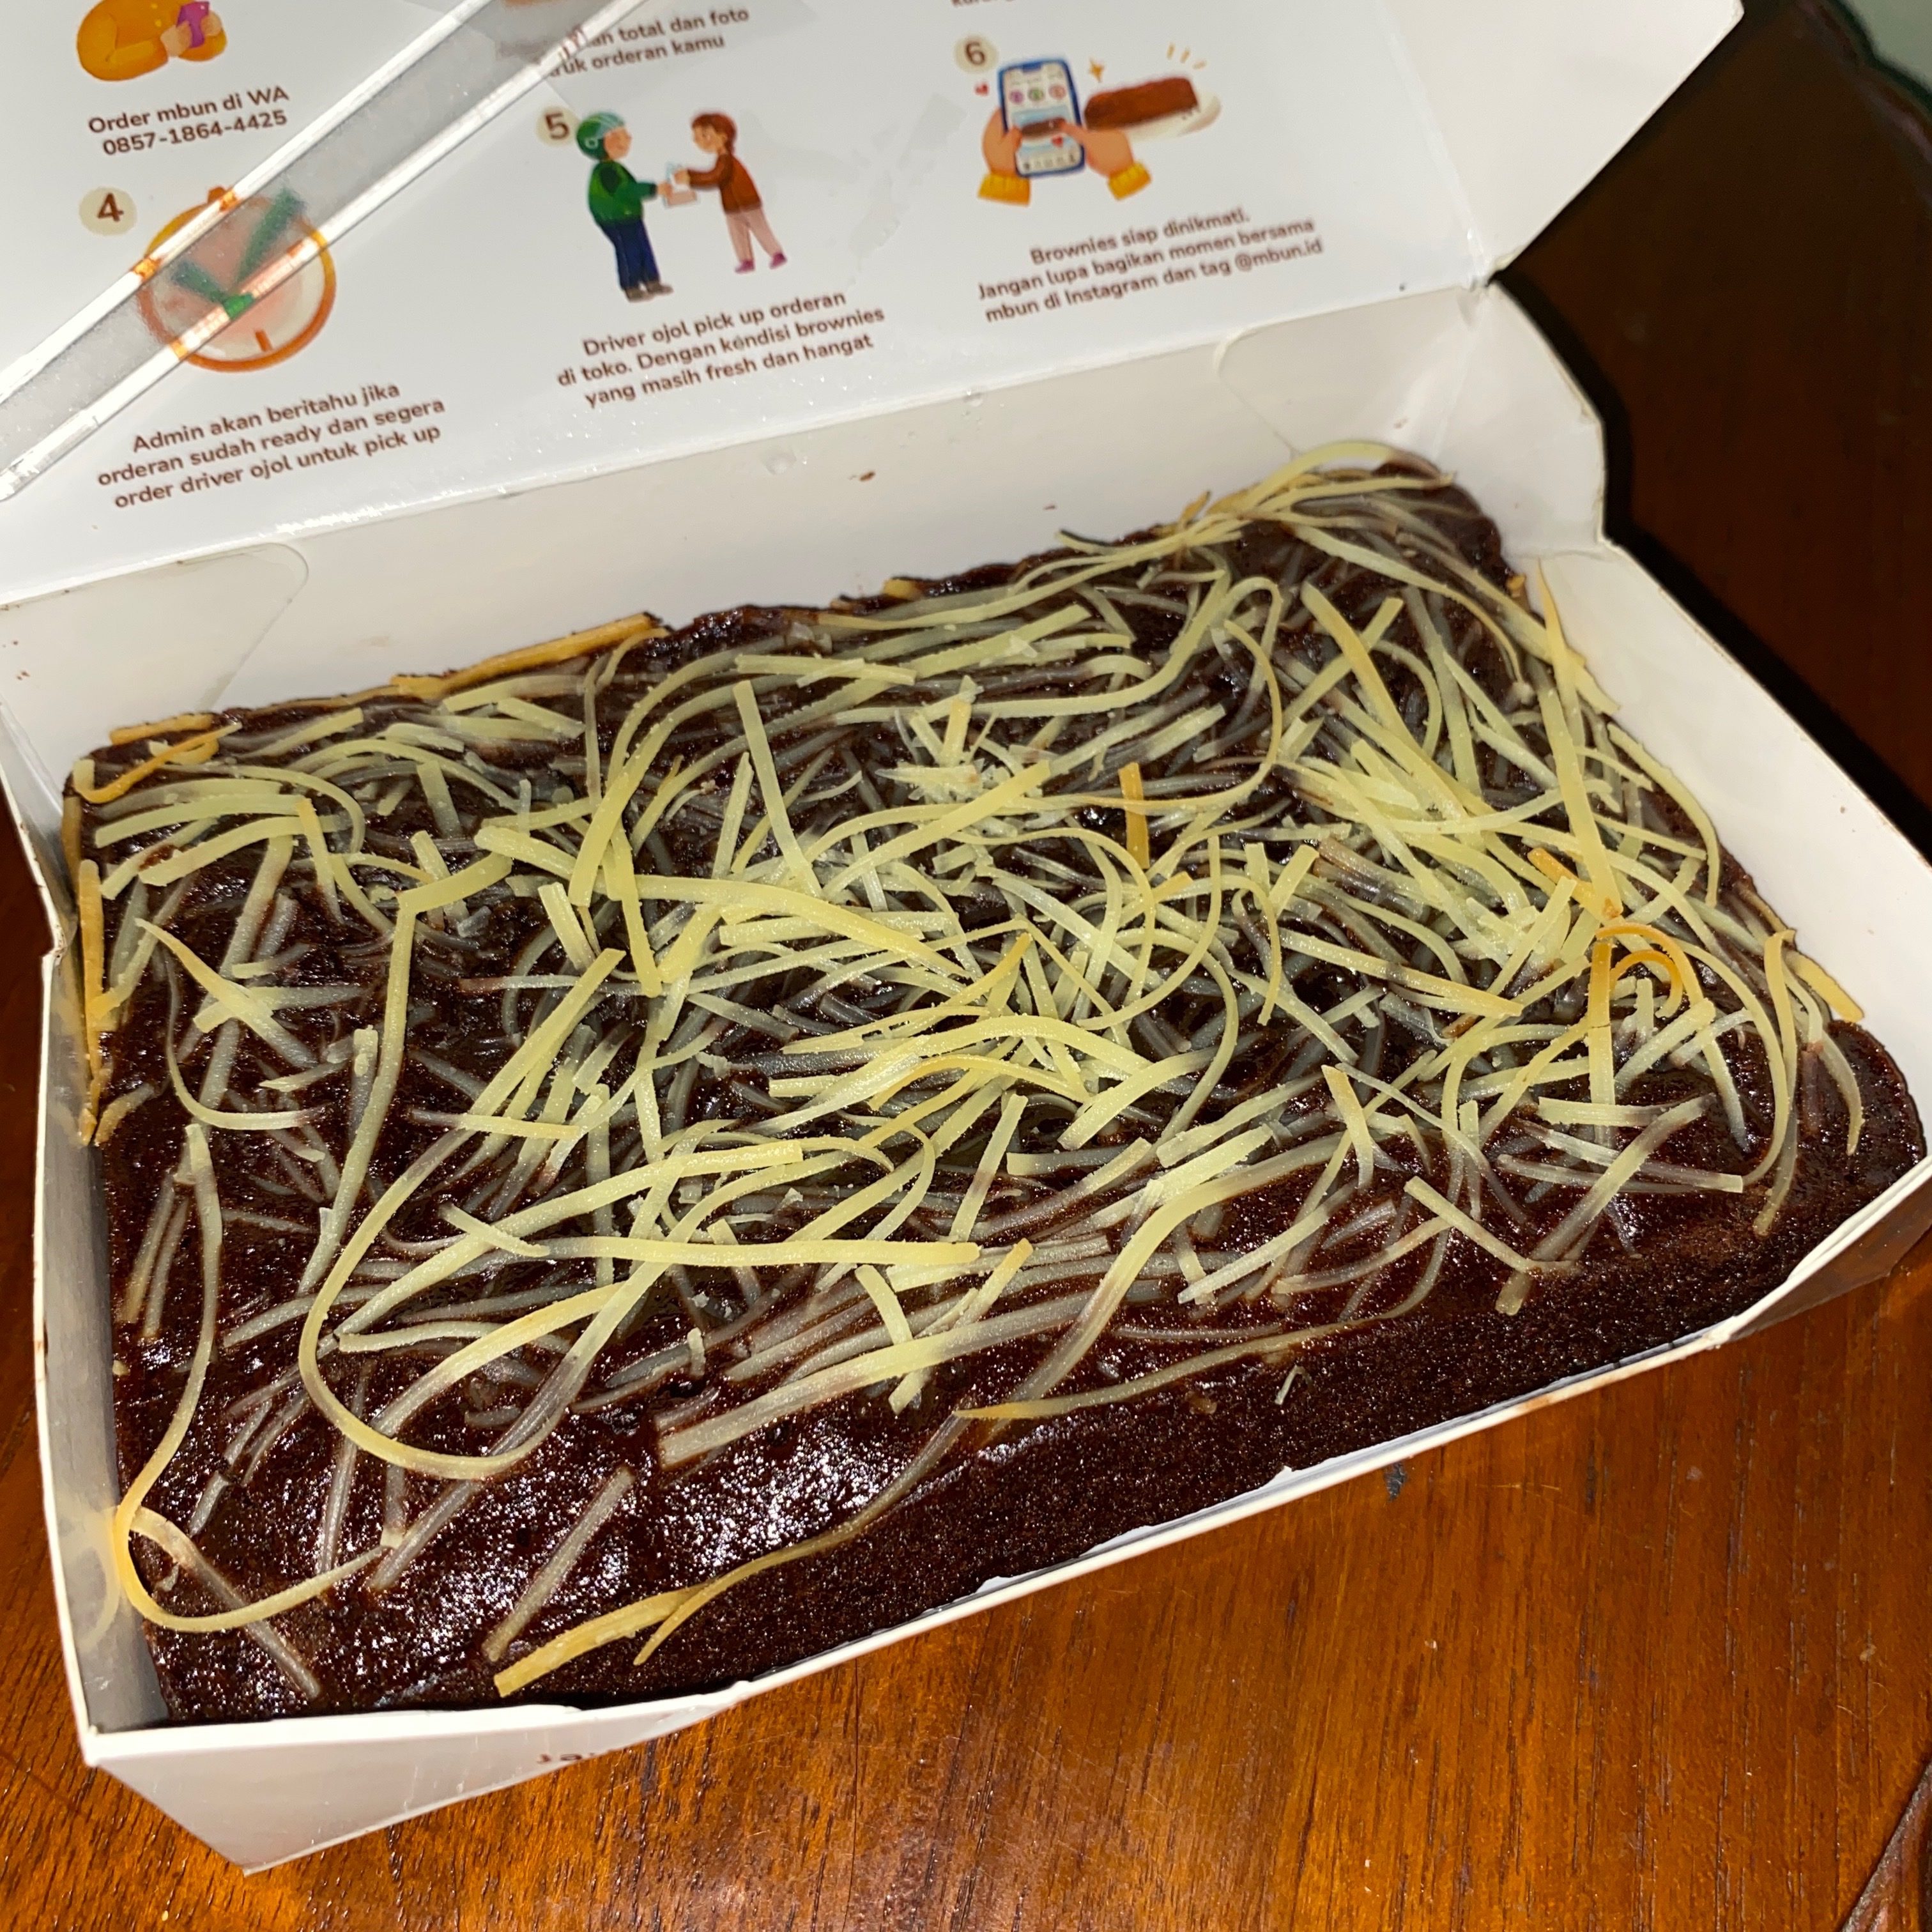 Order mbun di WA
0857-1864-4425
total dan foto
orderan kamu
4
Admin akan beritahu jika
orderan sudah ready dan segera
order driver ojol untuk pick up
5
Driver ojol pick up orderan
di toko. Dengan kondisi brownies
yang masih fresh dan hangat
6
Brownies siap dinikmati.
Jangan lupa bagikan momen bersama
mbun di Instagram dan tag @mbun.id